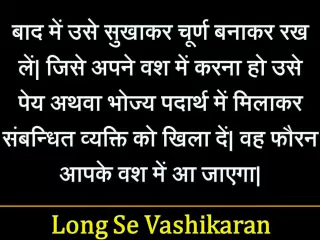 बाद में उसे सुखाकर चूर्ण बनाकर रख
लें| जिसे अपने वश में करना हो उसे
पेय अथवा भोज्य पदार्थ में मिलाकर
संबन्धित व्यक्ति को खिला दें| वह फौरन
आपके वश में आ जाएगा|
Long Se Vashikaran